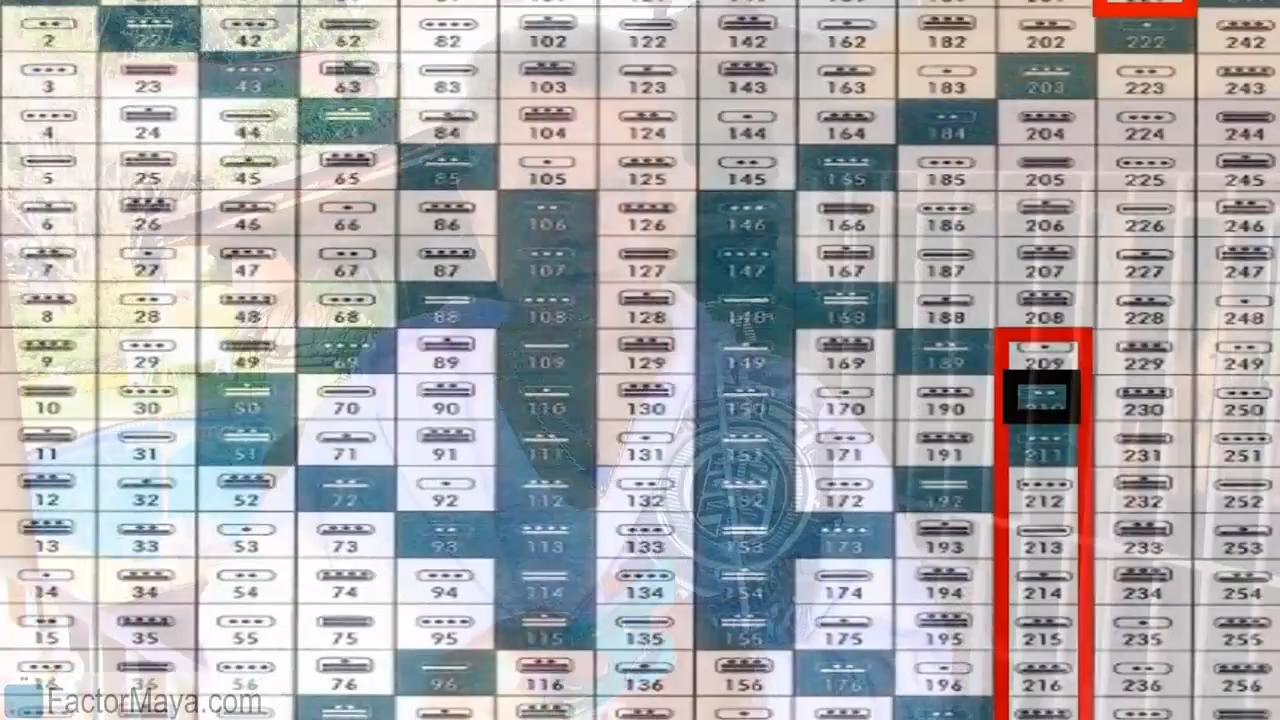 2 22 42 62 82 102 122 142 162 182 202 222 242
3 23 43 63 83 103 123 143 163 183 203 223 243
4 24 44 84 104 124 144 164 184 204 224 244
5 25 45 65 85 105 125 145 165 185 205 225 245
6 26 46 66 86 106 126 146 166 186 206 226 246
7 27 47 67 87 107 127 147 167 187 207 227 247
8 28 48 68 88 108 128 148 168 188 208 228 248
9 29 49 69 89 109 129 149 169 189 209 229 249
10 30 50 70 90 110 130 150 170 190 210 230 250
11 31 51 71 91 111 131 151 171 191 211 231 251
12 32 52 72 92 112 132 152 172 192 212 232 252
13 33 53 73 93 113 133 153 173 193 213 233 253
14 34 54 74 94 114 134 154 174 194 214 234 254
15 35 55 75 95 115 135 155 175 195 215 235 255
16 36 56 76 96 116 136 156 176 196 216 236 256
FactorMaya.com